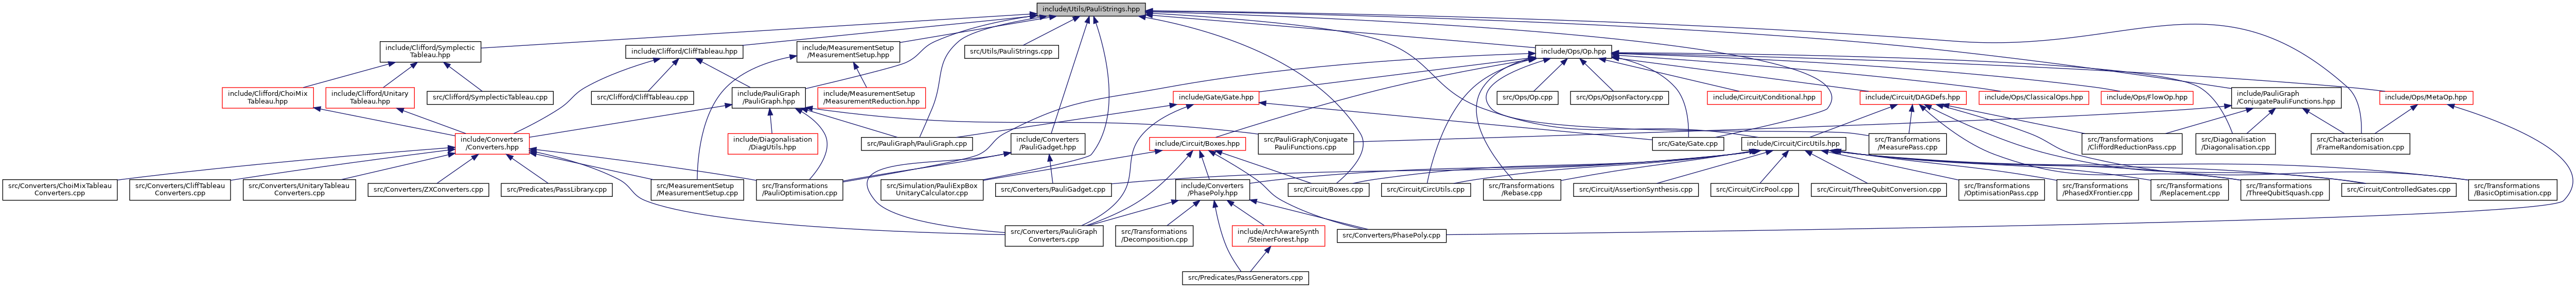 include/Utils/PauliStrings.hpp
include/Clifford/Symplectic
Tableau.hpp
include/Clifford/CliffTableau.hpp
include/MeasurementSetup
/MeasurementSetup.hpp
src/Utils/PauliStrings.cpp
include/Ops/Op.hpp
include/Clifford/ChoiMix
Tableau.hpp
include/Clifford/Unitary
Tableau.hpp
src/Clifford/SymplecticTableau.cpp
src/Clifford/CliffTableau.cpp
include/PauliGraph
/PauliGraph.hpp
include/MeasurementSetup
/MeasurementReduction.hpp
include/Gate/Gate.hpp
src/Ops/Op.cpp
src/Ops/OpJsonFactory.cpp
include/Circuit/Conditional.hpp
include/Circuit/DAGDefs.hpp
include/Ops/ClassicalOps.hpp
include/Ops/FlowOp.hpp
include/PauliGraph
/ConjugatePauliFunctions.hpp
include/Ops/MetaOp.hpp
include/Converters
/Converters.hpp
include/Diagonalisation
/DiagUtils.hpp
src/PauliGraph/PauliGraph.cpp
include/Converters
/PauliGadget.hpp
include/Circuit/Boxes.hpp
src/PauliGraph/Conjugate
PauliFunctions.cpp
src/Gate/Gate.cpp
include/Circuit/CircUtils.hpp
src/Transformations
/MeasurePass.cpp
src/Transformations
/CliffordReductionPass.cpp
src/Diagonalisation
/Diagonalisation.cpp
src/Characterisation
/FrameRandomisation.cpp
src/Converters/ChoiMixTableau
Converters.cpp
src/Converters/CliffTableau
Converters.cpp
src/Converters/UnitaryTableau
Converters.cpp
src/Converters/ZXConverters.cpp
src/Predicates/PassLibrary.cpp
src/MeasurementSetup
/MeasurementSetup.cpp
src/Transformations
/PauliOptimisation.cpp
src/Simulation/PauliExpBox
UnitaryCalculator.cpp
src/Converters/PauliGadget.cpp
include/Converters
/PhasePoly.hpp
src/Circuit/Boxes.cpp
src/Circuit/CircUtils.cpp
src/Transformations
/Rebase.cpp
src/Circuit/AssertionSynthesis.cpp
src/Circuit/CircPool.cpp
src/Circuit/ThreeQubitConversion.cpp
src/Transformations
/OptimisationPass.cpp
src/Transformations
/PhasedXFrontier.cpp
src/Transformations
/Replacement.cpp
src/Transformations
/ThreeQubitSquash.cpp
src/Circuit/ControlledGates.cpp
src/Transformations
/BasicOptimisation.cpp
src/Converters/PauliGraph
Converters.cpp
src/Transformations
/Decomposition.cpp
include/ArchAwareSynth
/SteinerForest.hpp
src/Converters/PhasePoly.cpp
src/Predicates/PassGenerators.cpp